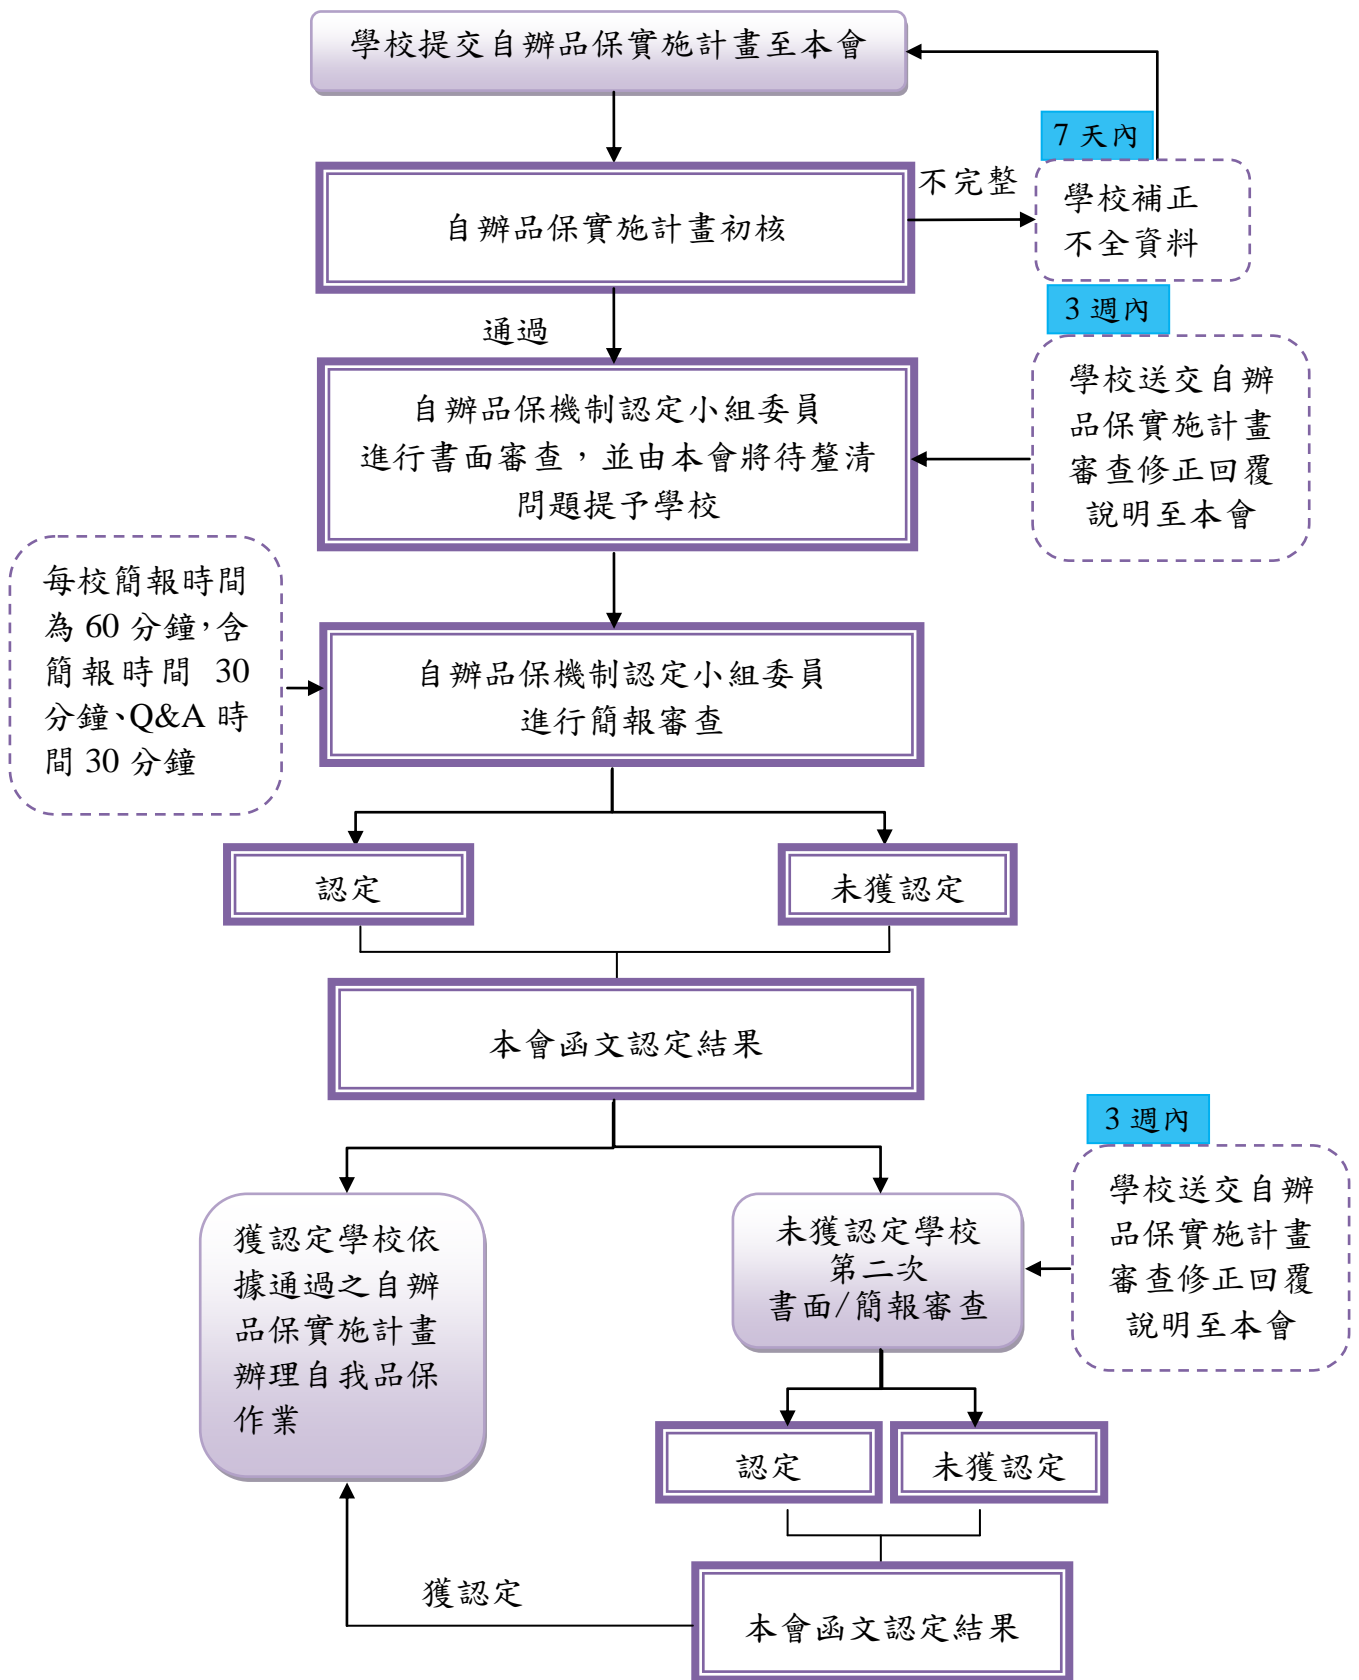 學校提交自辦品保實施計畫至本會
7 天內
不完整
學校補正
不全資料
自辦品保實施計畫初核
3 週內
通過
學校送交自辦
品保實施計畫
審查修正回覆
說明至本會
自辦品保機制認定小組委員
進行書面審查，並由本會將待釐清
問題提予學校
每校簡報時間
為 60 分鐘，含
簡報時間 30
分鐘、Q&A 時
間 30 分鐘
自辦品保機制認定小組委員
進行簡報審查
認定
未獲認定
本會函文認定結果
3 週內
學校送交自辦
品保實施計畫
審查修正回覆
說明至本會
獲認定學校依
據通過之自辦
品保實施計畫
辦理自我品保
作業
未獲認定學校
第二次
書面/簡報審查
認定
未獲認定
獲認定
本會函文認定結果